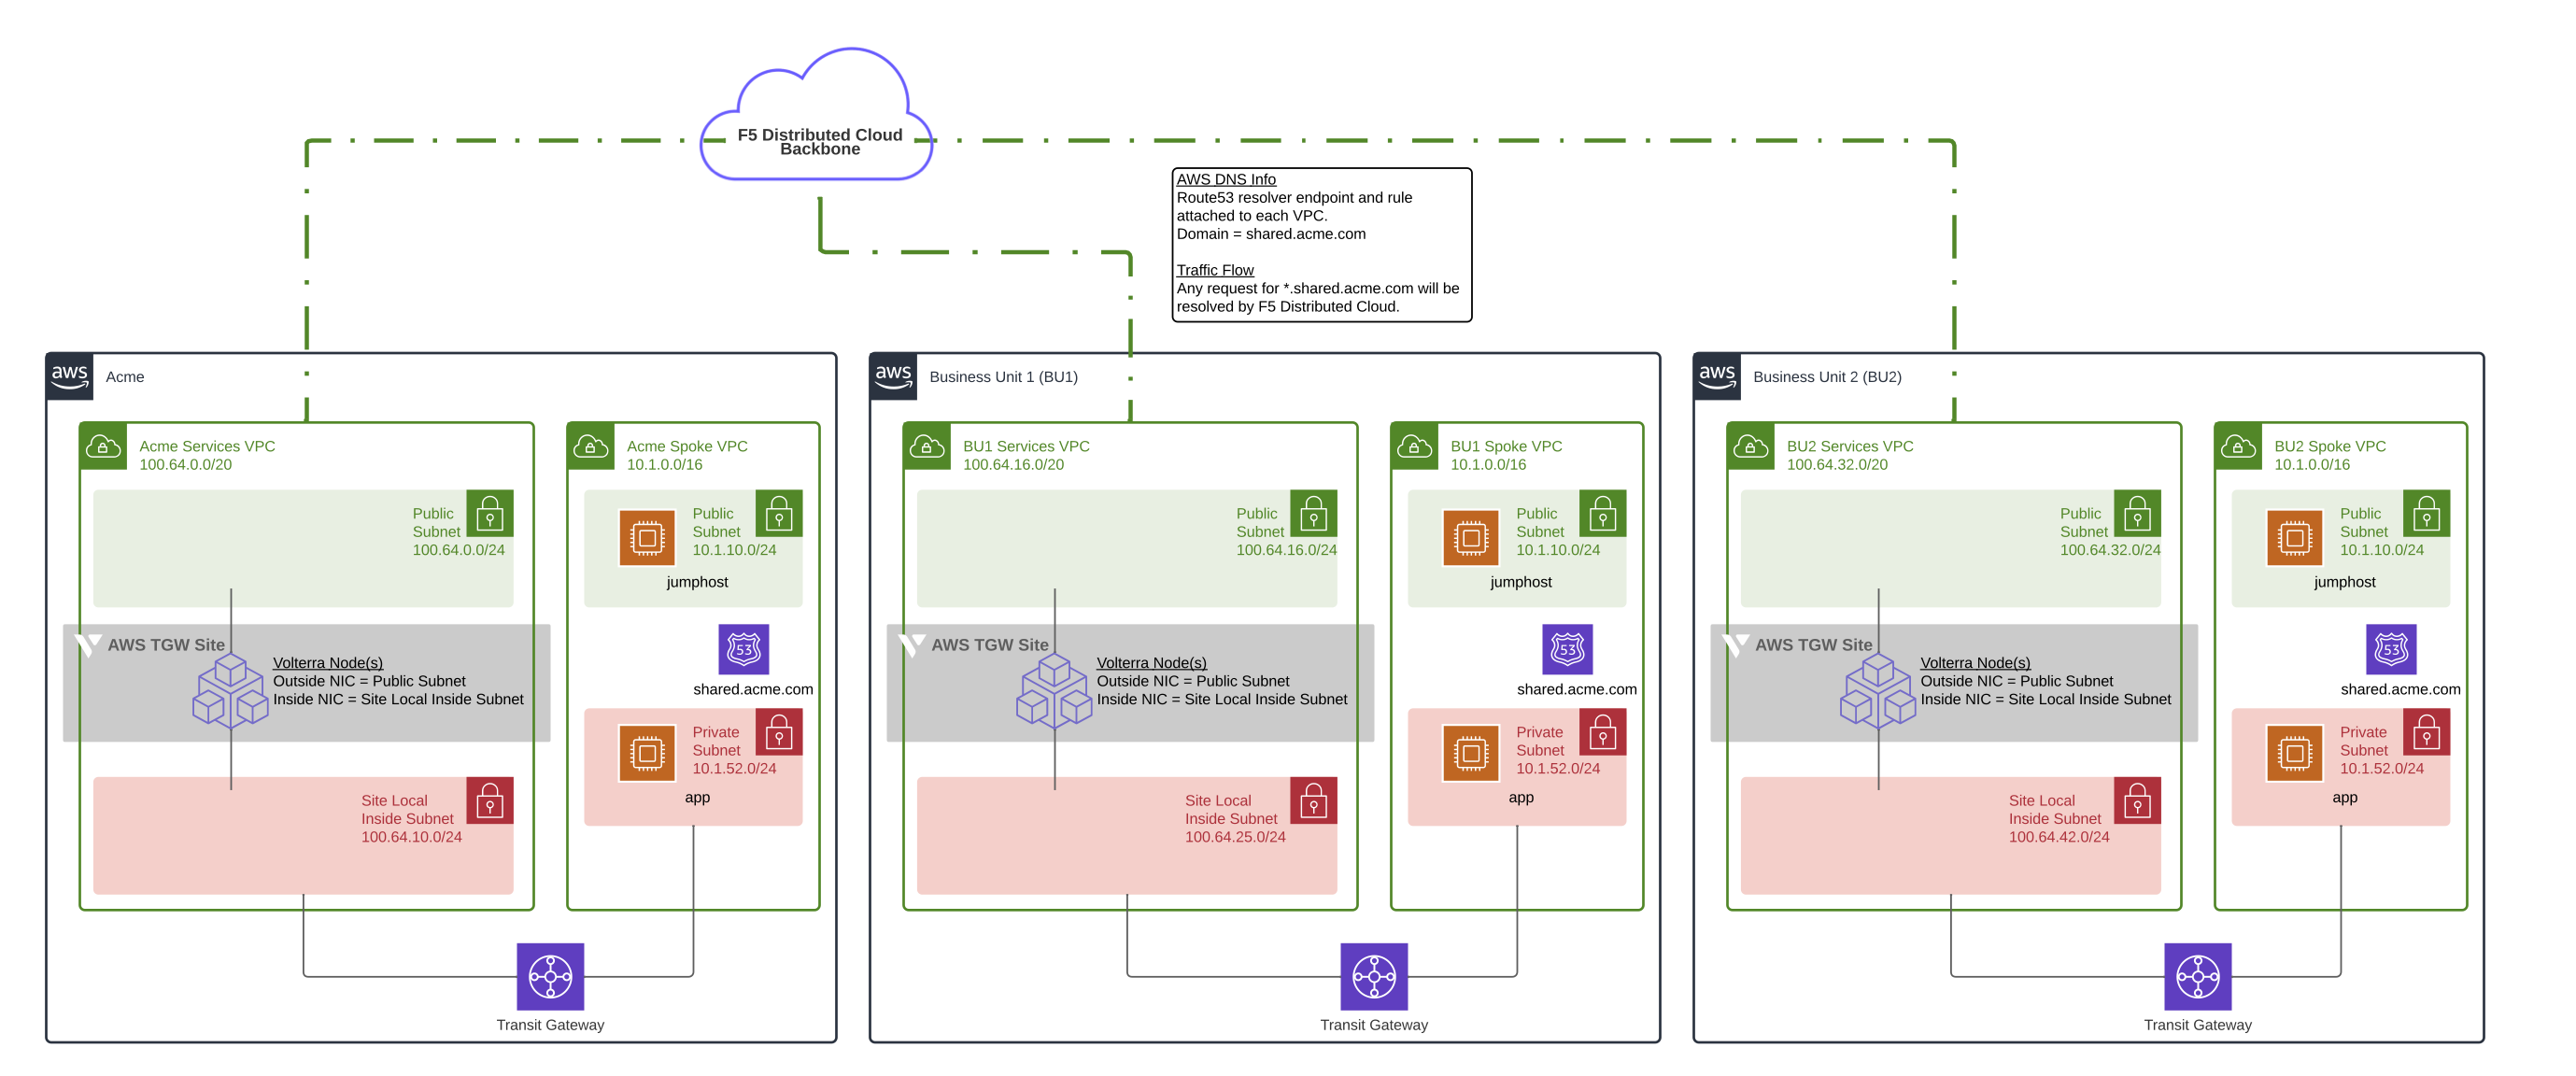 F5 Distributed Cloud
Backbone
AWS DNS Info
Route53 resolver endpoint and rule
attached to each VPC.
Domain = shared.acme.com
Traffic Flow
Any request for *.shared.acme.com will be
resolved by F5 Distributed Cloud.
aws
Acme
Acme Services VPC
100.64.0.0/20
Public
Subnet
100.64.0.0/24
AWS TGW Site
Volterra Node(s)
Outside NIC = Public Subnet
Inside NIC = Site Local Inside Subnet
Site Local
Inside Subnet
100.64.10.0/24
Acme Spoke VPC
10.1.0.0/16
Public
Subnet
10.1.10.0/24
jumphost
53
shared.acme.com
Private
Subnet
10.1.52.0/24
app
Transit Gateway
aws
Business Unit 1 (BU1)
BU1 Services VPC
100.64.16.0/20
Public
Subnet
100.64.16.0/24
AWS TGW Site
Volterra Node(s)
Outside NIC = Public Subnet
Inside NIC = Site Local Inside Subnet
Site Local
Inside Subnet
100.64.25.0/24
BU1 Spoke VPC
10.1.0.0/16
Public
Subnet
10.1.10.0/24
jumphost
53
shared.acme.com
Private
Subnet
10.1.52.0/24
app
Transit Gateway
aws
Business Unit 2 (BU2)
BU2 Services VPC
100.64.32.0/20
Public
Subnet
100.64.32.0/24
AWS TGW Site
Volterra Node(s)
Outside NIC = Public Subnet
Inside NIC = Site Local Inside Subnet
Site Local
Inside Subnet
100.64.42.0/24
BU2 Spoke VPC
10.1.0.0/16
Public
Subnet
10.1.10.0/24
jumphost
53
shared.acme.com
Private
Subnet
10.1.52.0/24
app
Transit Gateway